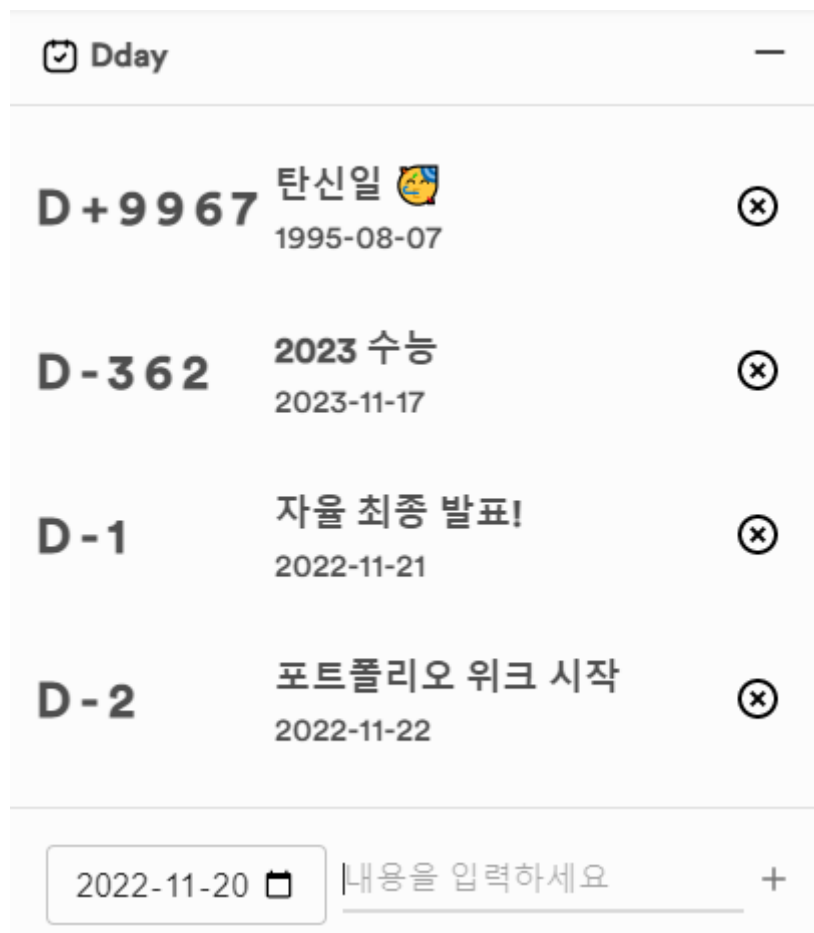 Dday
D+9967
탄신일 🥳
1995-08-07
D-362
2023 수능
2023-11-17
D-1
자율 최종 발표!
2022-11-21
D-2
포트폴리오 위크 시작
2022-11-22
2022-11-20 내용을 입력하세요 +